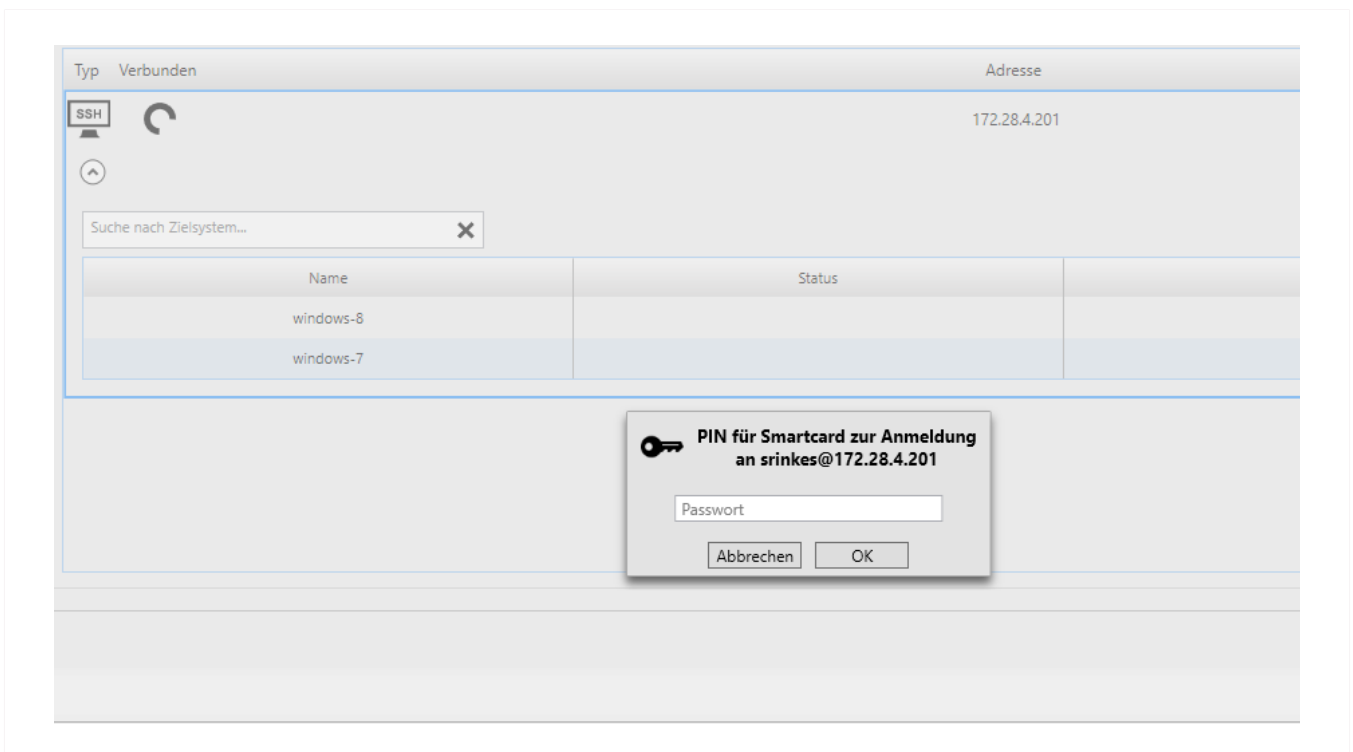 Typ Verbunden Adresse
SSH 172.28.4.201
Suche nach Zielsystem...
Name Status
windows-8
windows-7
PIN für Smartcard zur Anmeldung
an srinkes@172.28.4.201
Passwort
Abbrechen OK